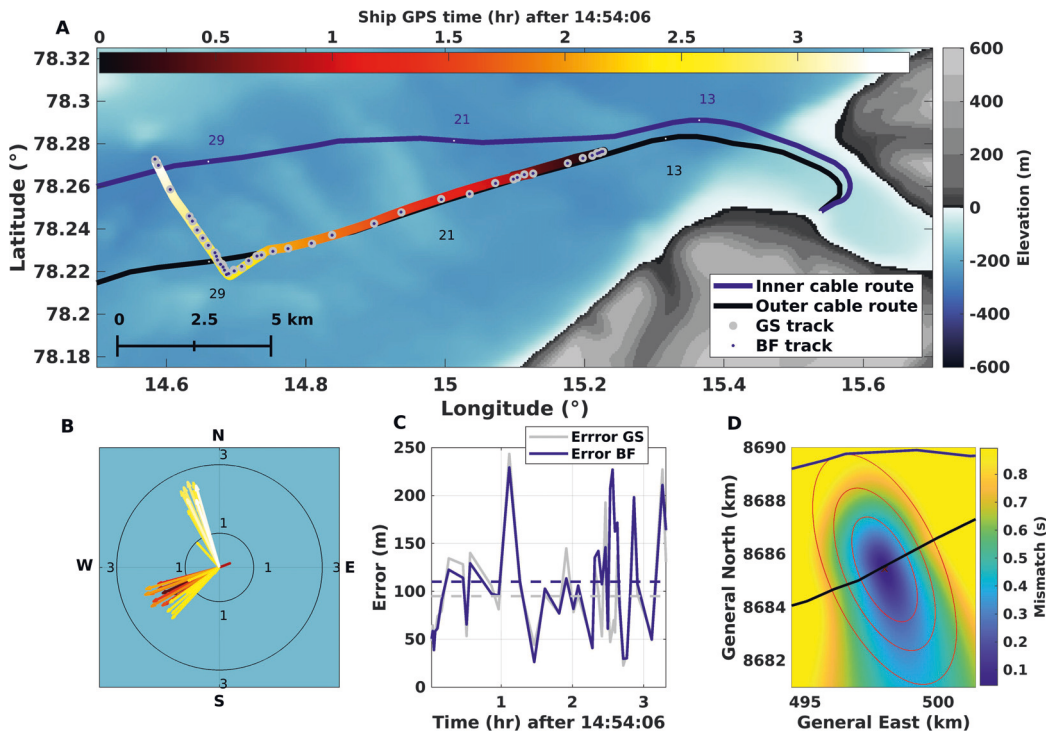 Ship GPS time (hr) after 14:54:06
A
0 0.5 1 1.5 2 2.5 3
78.32
78.3
78.28
78.26
78.24
78.22
78.2
78.18
Latitude (°)
29 21 13
13
21
29
0 2.5 5 km
Inner cable route
Outer cable route
GS track
BF track
14.6 14.8 15 15.2 15.4 15.6
Longitude (°)
600
400
200
0
-200
-400
-600
Elevation (m)
B
N
3
1
W 3 1 1 3 E
1
3
S
C
Errror GS
Error BF
250
200
150
100
50
0
Error (m)
1 2 3
Time (hr) after 14:54:06
D
8690
8688
8686
8684
8682
General North (km)
495 500
General East (km)
0.8
0.7
0.6
0.5
0.4
0.3
0.2
0.1
Mismatch (s)